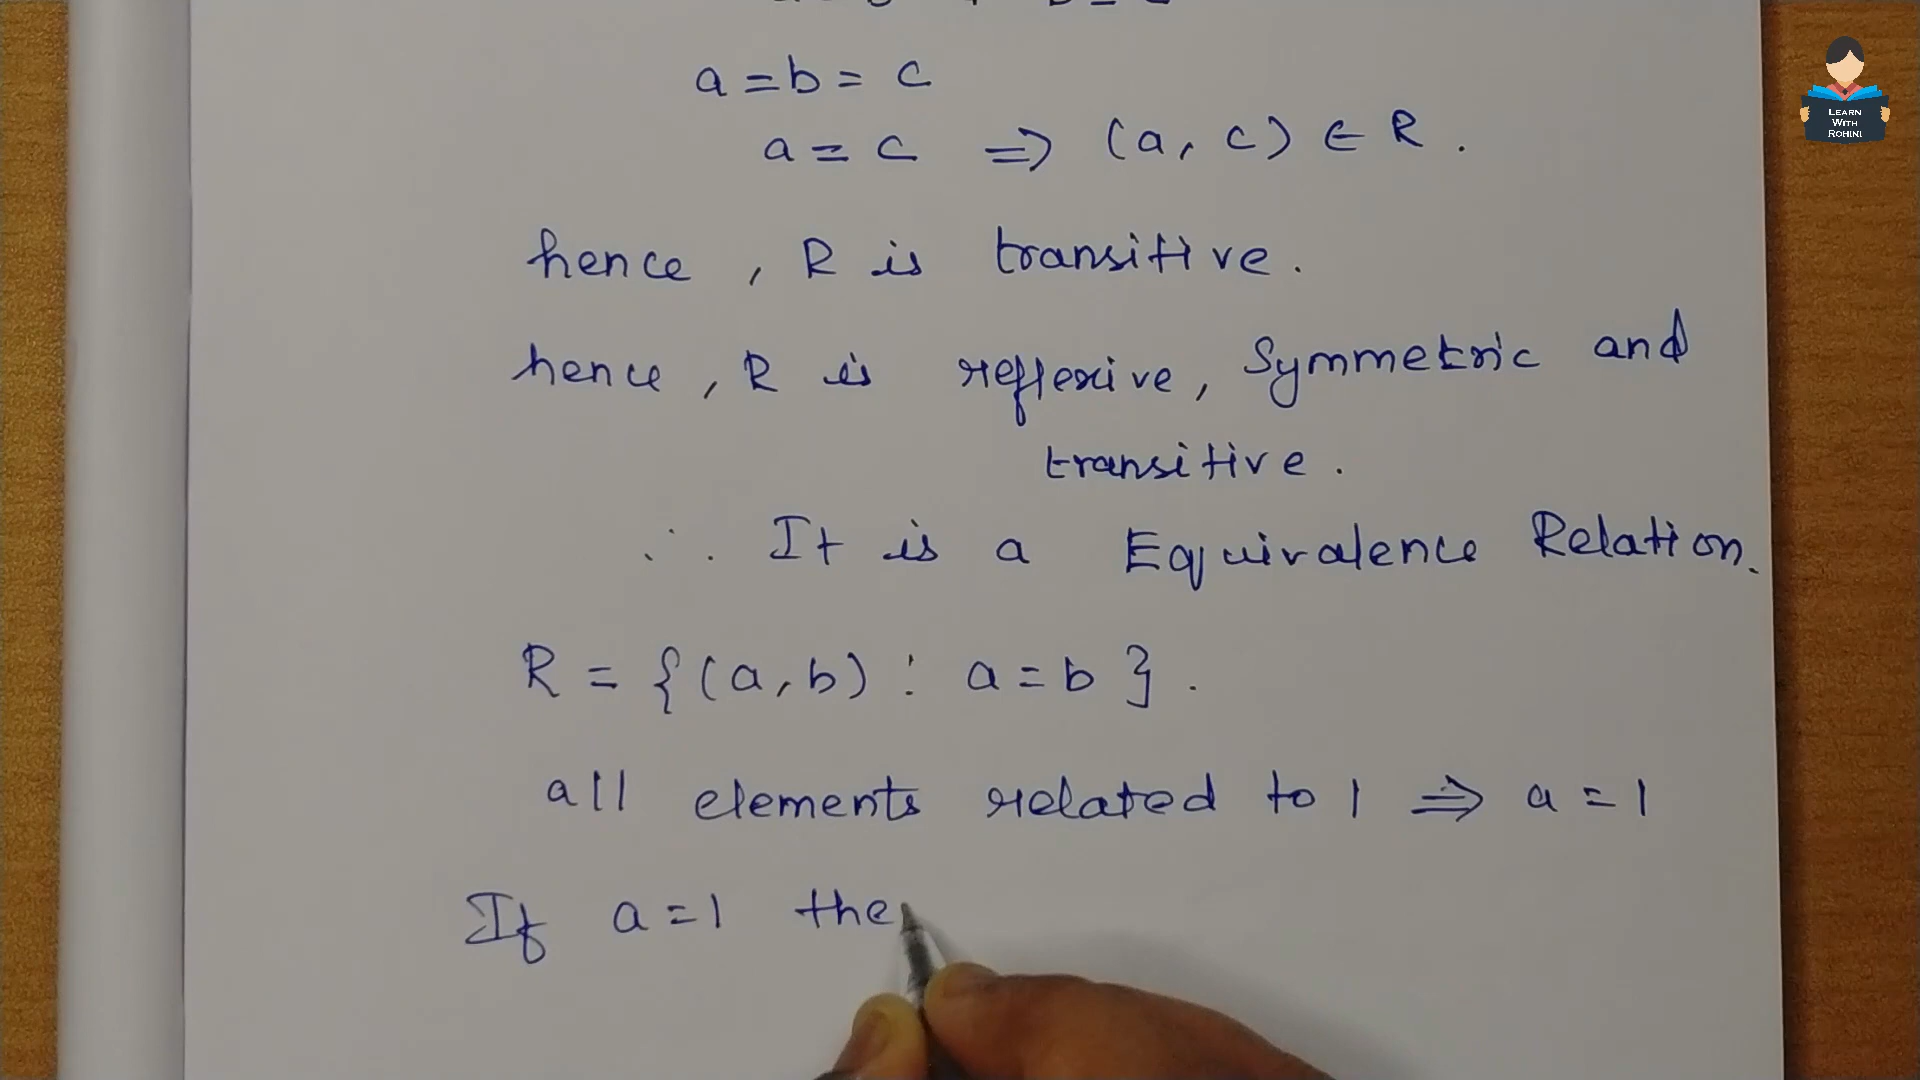 a = b = c
a = c ⇒ (a, c) ∈ R .
LEARN
WITH
ROHINI
hence , R is transitive .
hence , R is reflexive , Symmetric and
transitive .
∴ It is a Equivalence Relation.
R = {(a, b) : a = b } .
all elements related to 1 ⇒ a = 1
If a = 1 the